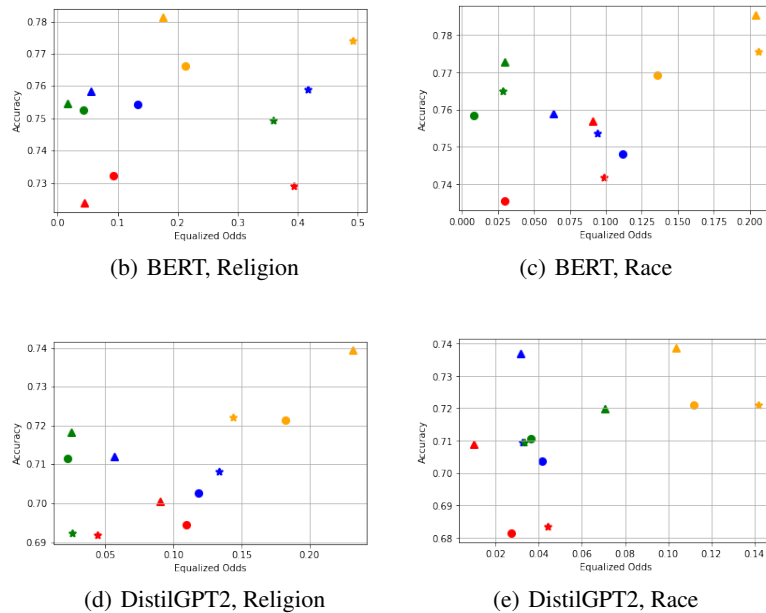 0.78
0.77
0.76
0.75
0.74
0.73
Accuracy
0.0 0.1 0.2 0.3 0.4 0.5
Equalized Odds
(b) BERT, Religion
0.78
0.77
0.76
0.75
0.74
Accuracy
0.000 0.025 0.050 0.075 0.100 0.125 0.150 0.175 0.200
Equalized Odds
(c) BERT, Race
0.74
0.73
0.72
0.71
0.70
0.69
Accuracy
0.05 0.10 0.15 0.20
Equalized Odds
(d) DistilGPT2, Religion
0.74
0.73
0.72
0.71
0.70
0.69
0.68
Accuracy
0.02 0.04 0.06 0.08 0.10 0.12 0.14
Equalized Odds
(e) DistilGPT2, Race